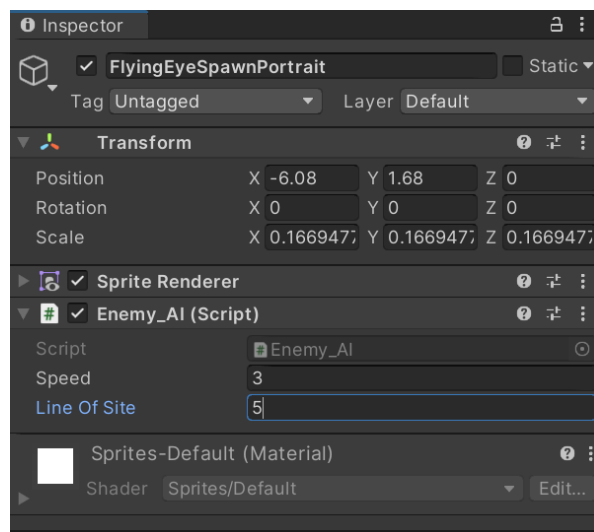 Inspector
FlyingEyeSpawnPortrait Static
Tag Untagged Layer Default
Transform
Position X -6.08 Y 1.68 Z 0
Rotation X 0 Y 0 Z 0
Scale X 0.1669477 Y 0.1669477 Z 0.1669477
Sprite Renderer
# Enemy_AI (Script)
Script # Enemy_AI
Speed 3
Line Of Site 5
Sprites-Default (Material)
Shader Sprites/Default Edit...